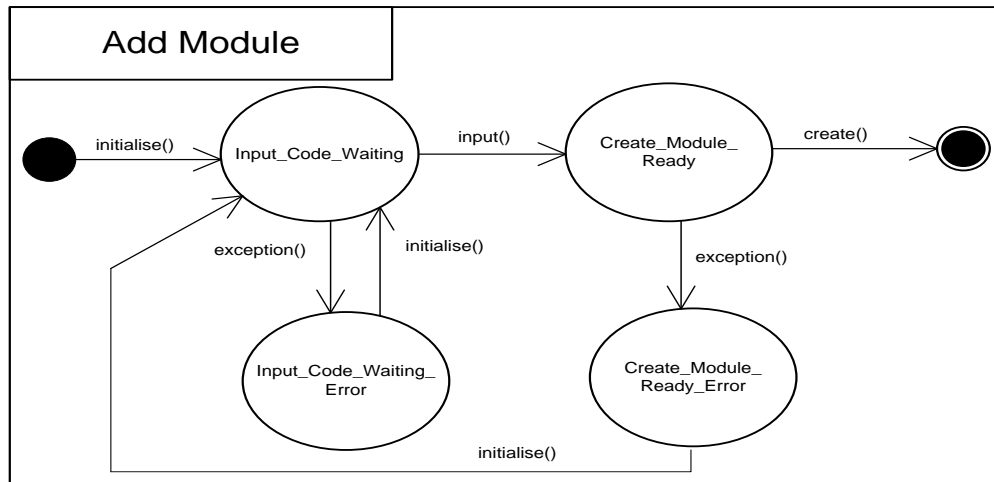 Add Module
initialise()
Input_Code_Waiting
input()
Create_Module_
Ready
create()
exception()
initialise()
exception()
Input_Code_Waiting_
Error
Create_Module_
Ready_Error
initialise()